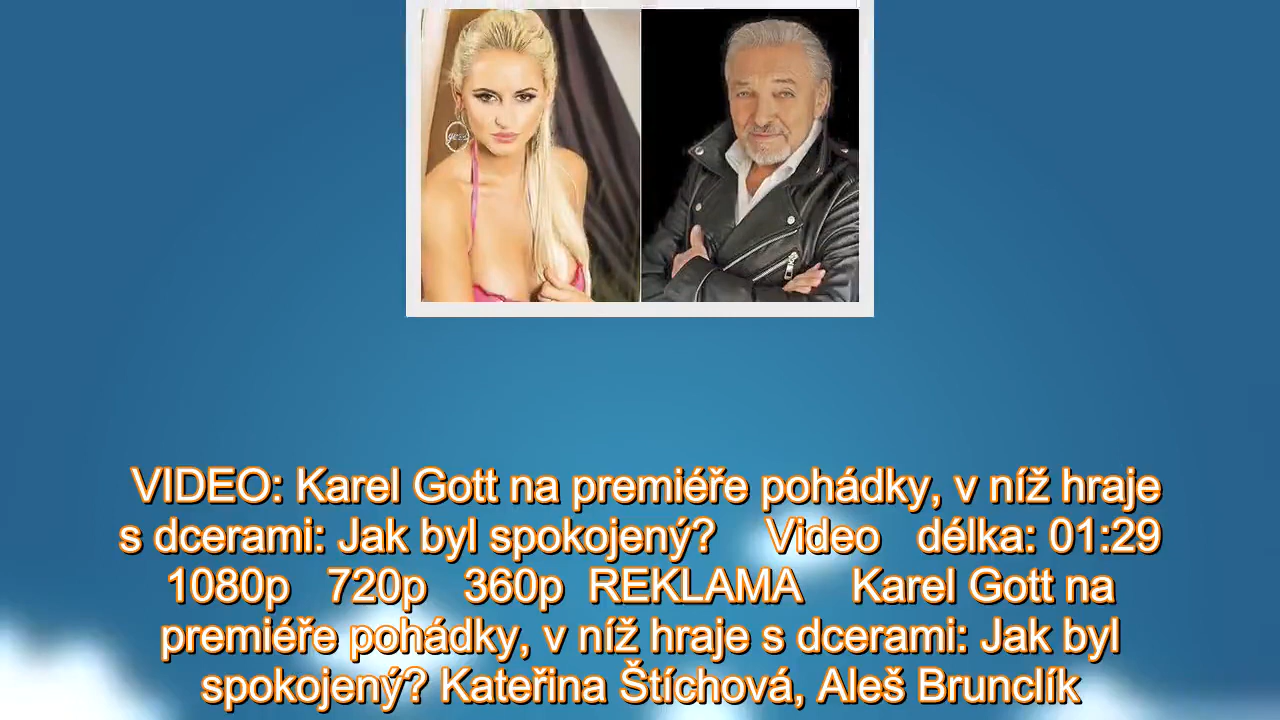 VIDEO: Karel Gott na premiéře pohádky, v níž hraje
s dcerami: Jak byl spokojený? Video délka: 01:29
1080p 720p 360p REKLAMA Karel Gott na
premiéře pohádky, v níž hraje s dcerami: Jak byl
spokojený? Kateřina Štíchová, Aleš Brunclík